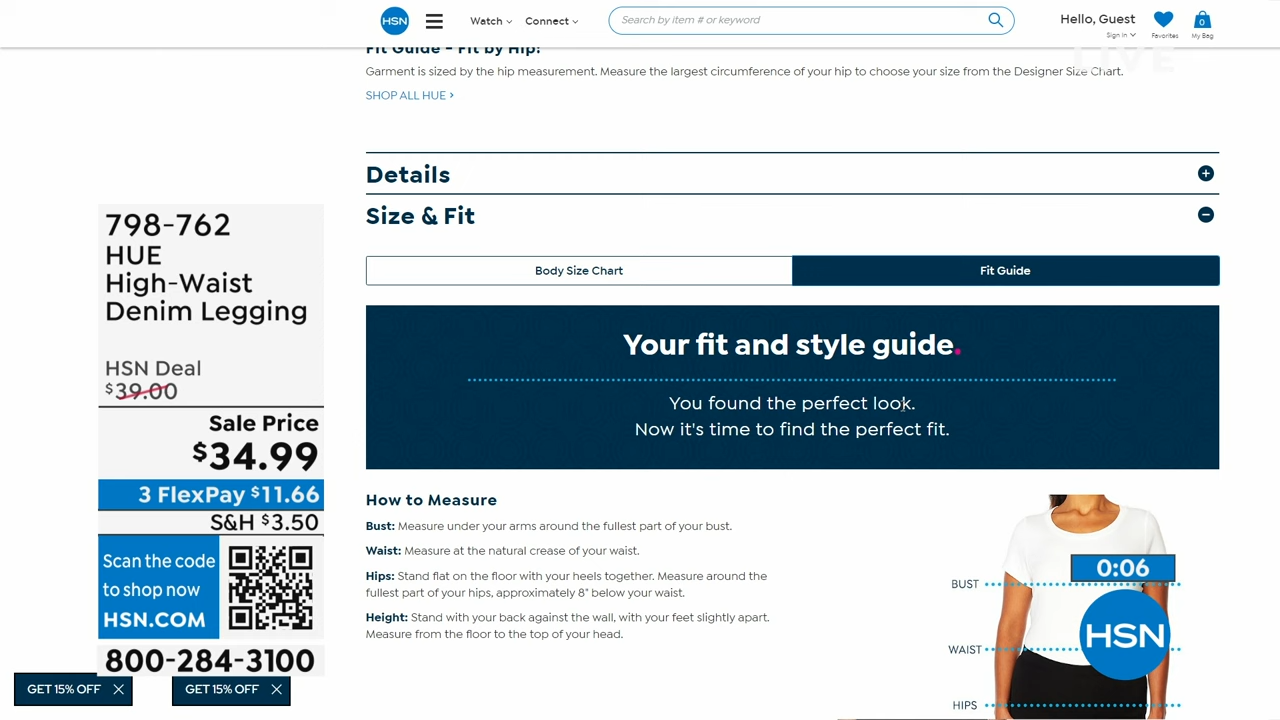 HSN
Watch
Connect
Search by item # or keyword
Hello, Guest
Sign In
Favorites
0
My Bag
LIVE
Fit Guide - Fit by Hip!
Garment is sized by the hip measurement. Measure the largest circumference of your hip to choose your size from the Designer Size Chart.
SHOP ALL HUE >
Details
Size & Fit
Body Size Chart
Fit Guide
Your fit and style guide.
You found the perfect look.
Now it's time to find the perfect fit.
How to Measure
Bust: Measure under your arms around the fullest part of your bust.
Waist: Measure at the natural crease of your waist.
Hips: Stand flat on the floor with your heels together. Measure around the
fullest part of your hips, approximately 8" below your waist.
Height: Stand with your back against the wall, with your feet slightly apart.
Measure from the floor to the top of your head.
BUST
WAIST
HIPS
0:06
HSN
798-762
HUE
High-Waist
Denim Legging
HSN Deal
$39.00
Sale Price
$34.99
3 FlexPay $11.66
S&H $3.50
Scan the code
to shop now
HSN.COM
800-284-3100
GET 15% OFF
GET 15% OFF